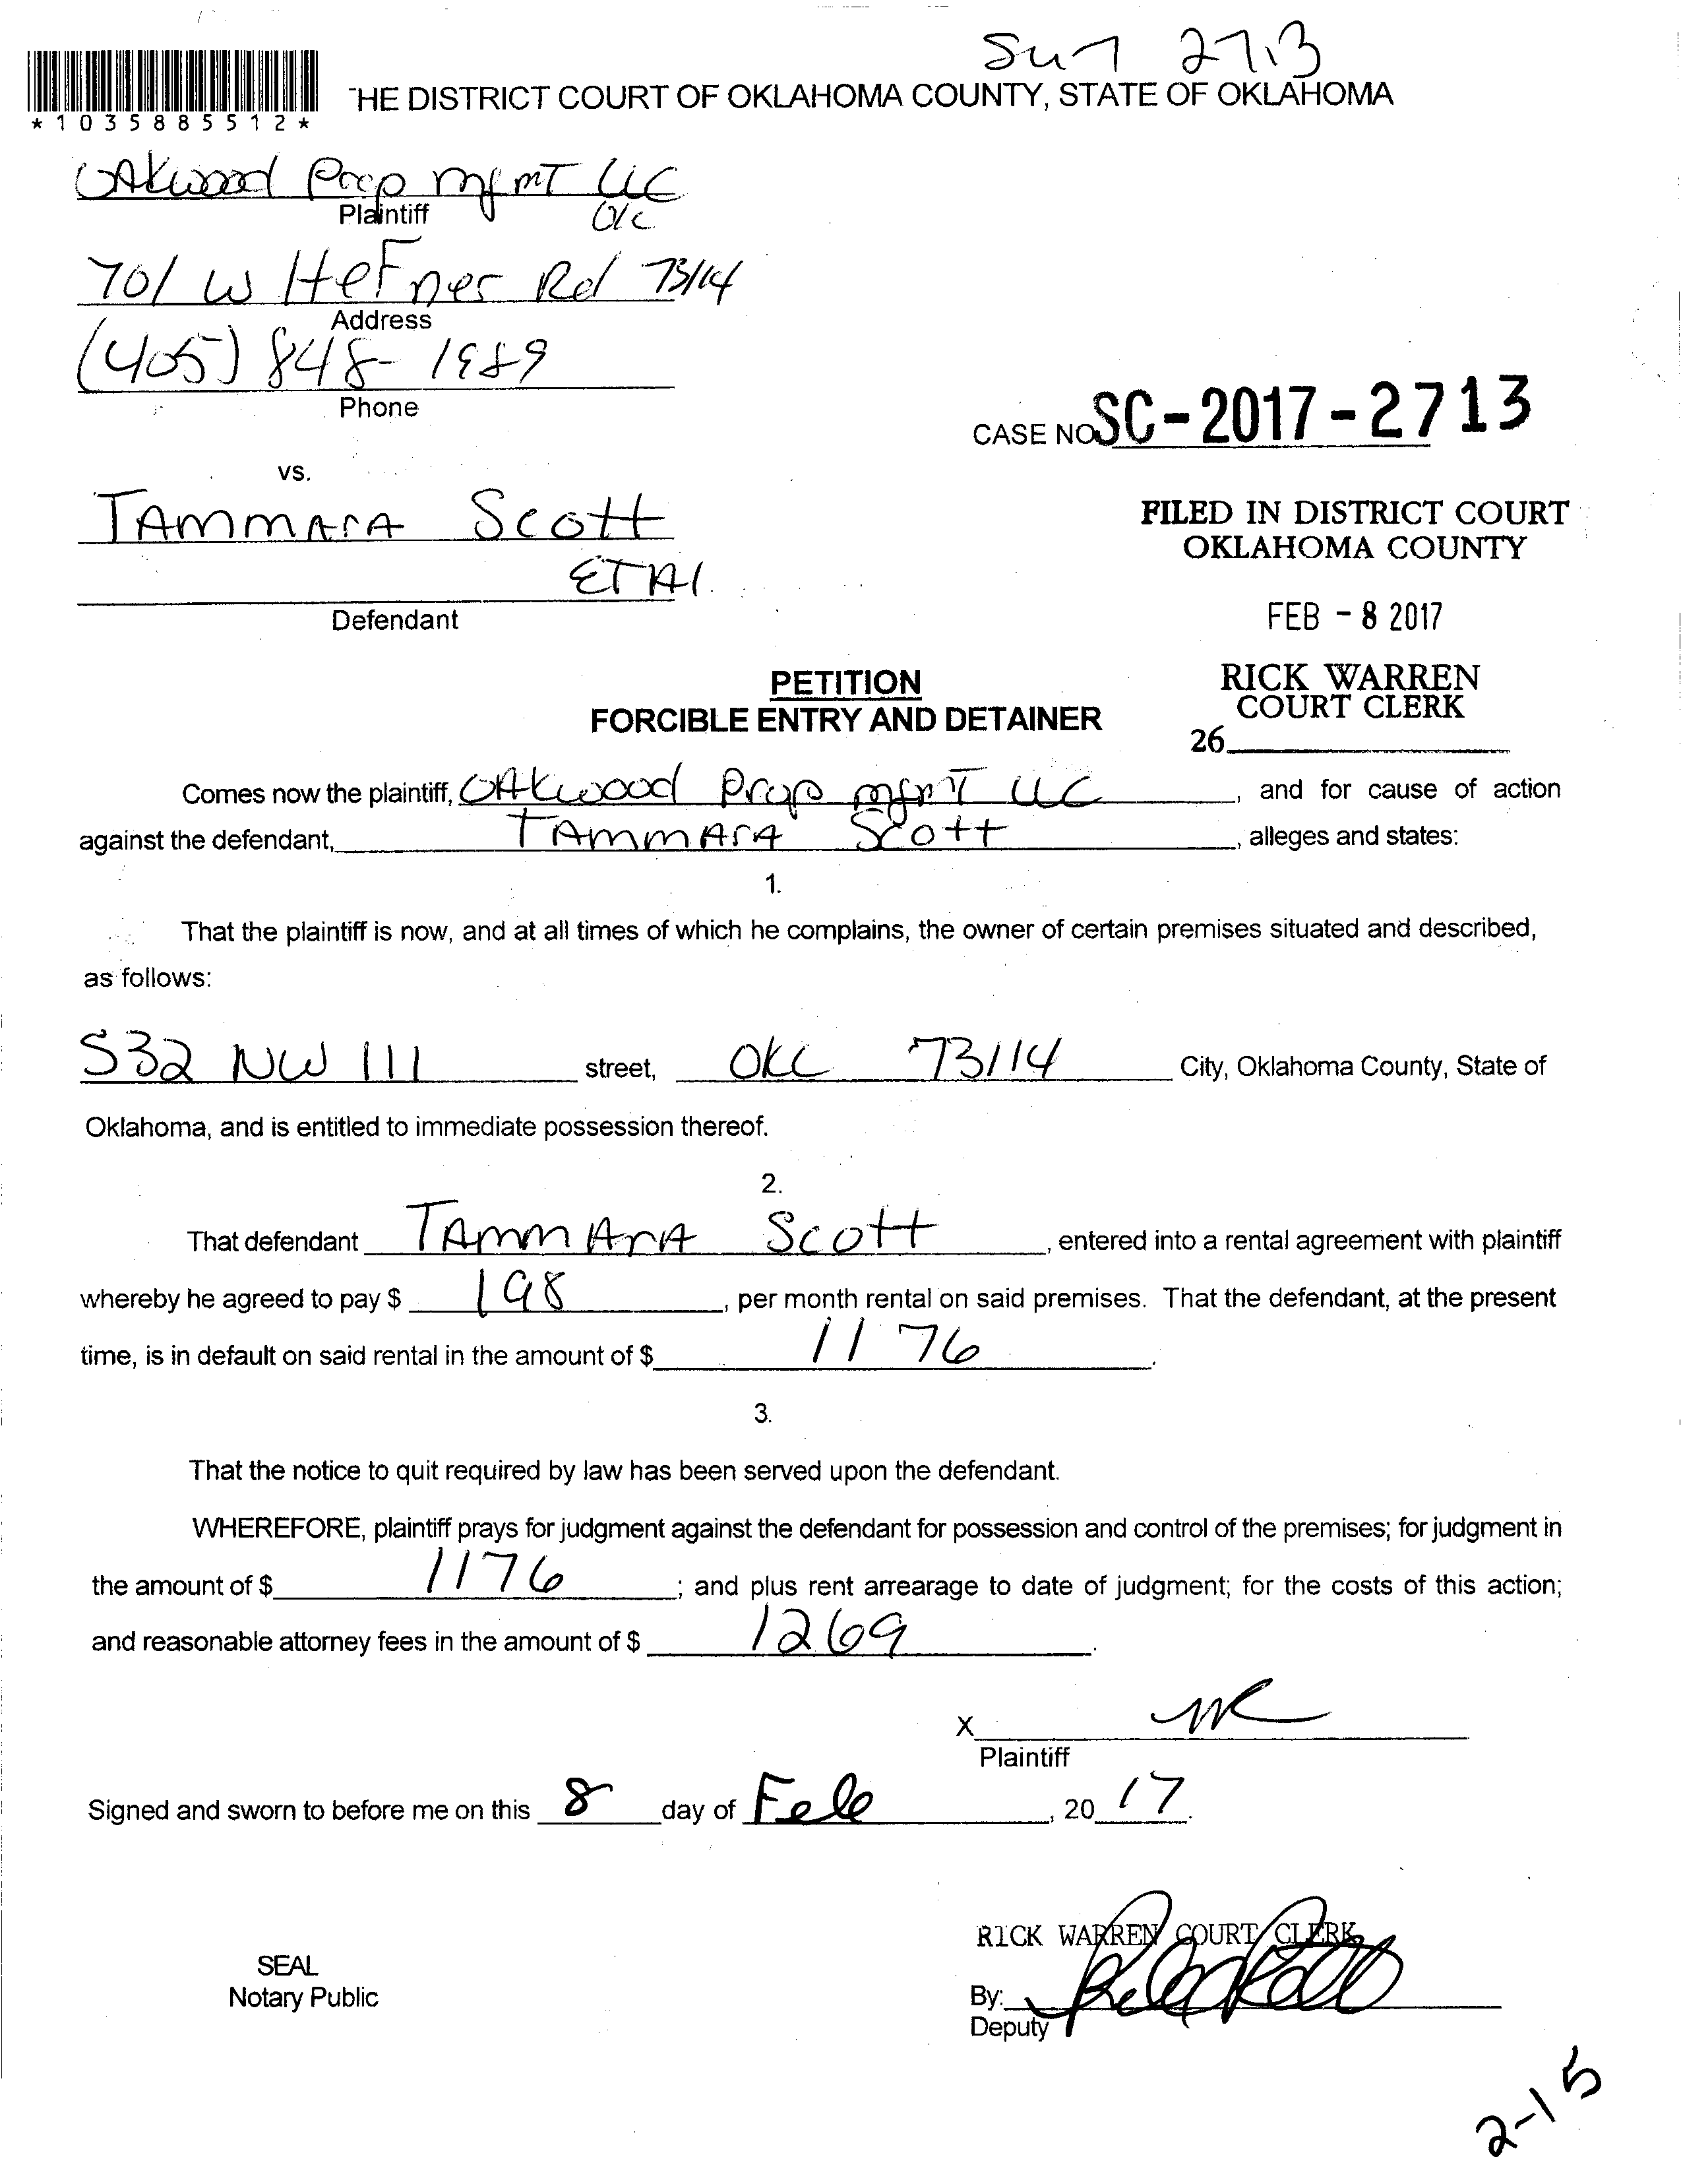 Sun 2713
*1035885512*
THE DISTRICT COURT OF OKLAHOMA COUNTY, STATE OF OKLAHOMA
OAkwood Prop mgmT LLC
Plaintiff
OKC
701 W HeFner Rd 73114
Address
(405) 848-1989
Phone
CASE NO. SC-2017-2713
vs.
TAmmArA Scott
ETAl.
Defendant
FILED IN DISTRICT COURT
OKLAHOMA COUNTY
FEB - 8 2017
RICK WARREN
COURT CLERK
26
PETITION
FORCIBLE ENTRY AND DETAINER
Comes now the plaintiff, OAkwood Prop mgmT LLC, and for cause of action
against the defendant, TAmmArA Scott, alleges and states:
1.
That the plaintiff is now, and at all times of which he complains, the owner of certain premises situated and described,
as follows:
532 NW 111 street, OKC 73114 City, Oklahoma County, State of
Oklahoma, and is entitled to immediate possession thereof.
2.
That defendant TAmmArA Scott, entered into a rental agreement with plaintiff
whereby he agreed to pay $ 198, per month rental on said premises. That the defendant, at the present
time, is in default on said rental in the amount of $ 1176.
3.
That the notice to quit required by law has been served upon the defendant.
WHEREFORE, plaintiff prays for judgment against the defendant for possession and control of the premises; for judgment in
the amount of $ 1176; and plus rent arrearage to date of judgment; for the costs of this action;
and reasonable attorney fees in the amount of $ 1269.
X
Plaintiff
Signed and sworn to before me on this 8 day of Feb, 20 17.
RICK WARREN COURT CLERK
SEAL
Notary Public
By:
Deputy
2-15